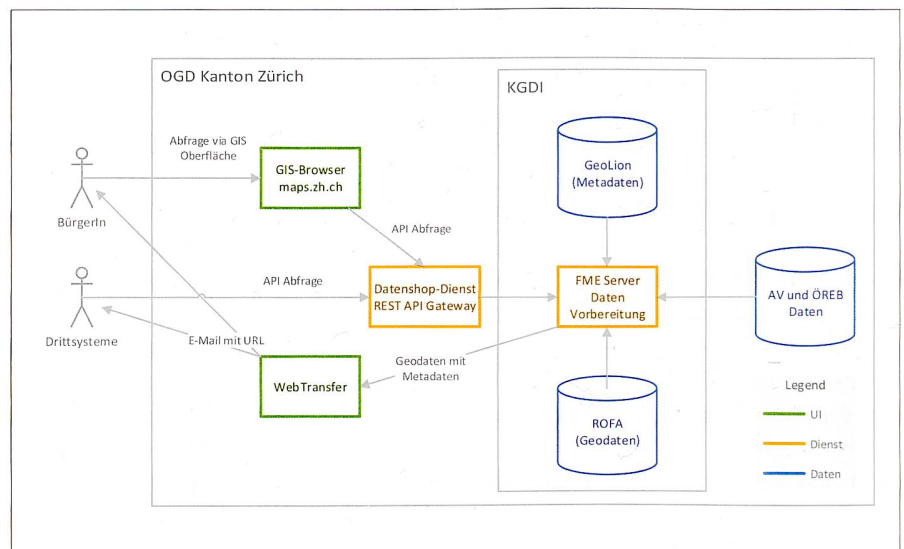 OGD Kanton Zürich
KGDI
Abfrage via GIS
Oberfläche
GIS-Browser
maps.zh.ch
GeoLion
(Metadaten)
BürgerIn
API Abfrage
API Abfrage
Datenshop-Dienst
REST API Gateway
FME Server
Daten
Vorbereitung
AV und ÖREB
Daten
Drittsysteme
E-Mail mit URL
Geodaten mit
Metadaten
WebTransfer
ROFA
(Geodaten)
Legend
UI
Dienst
Daten